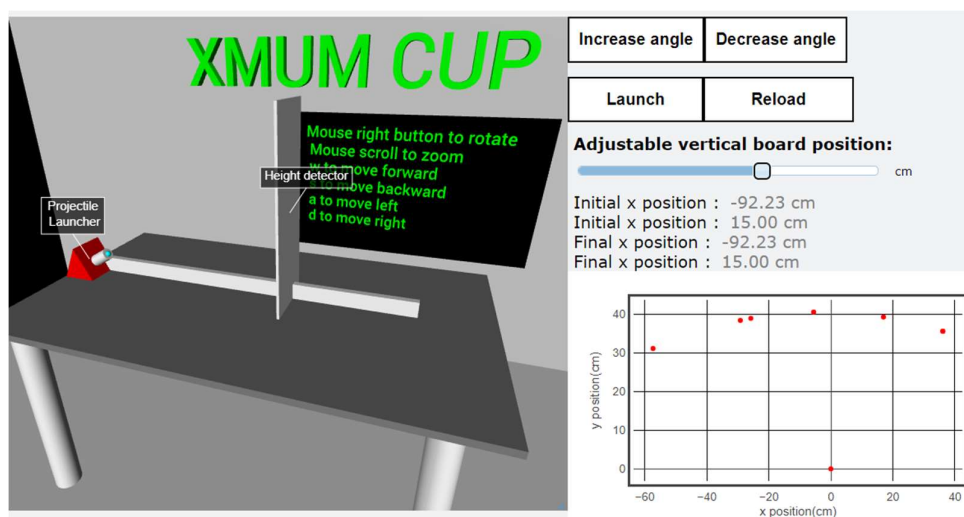 XMUM CUP
Mouse right button to rotate
Mouse scroll to zoom
w to move forward
to move backward
a to move left
d to move right
Height detector
Projectile
Launcher
Increase angle
Decrease angle
Launch
Reload
Adjustable vertical board position:
cm
Initial x position : -92.23 cm
Initial x position : 15.00 cm
Final x position : -92.23 cm
Final x position : 15.00 cm
40
30
20
10
0
y position(cm)
−60 −40 −20 0 20 40
x position(cm)